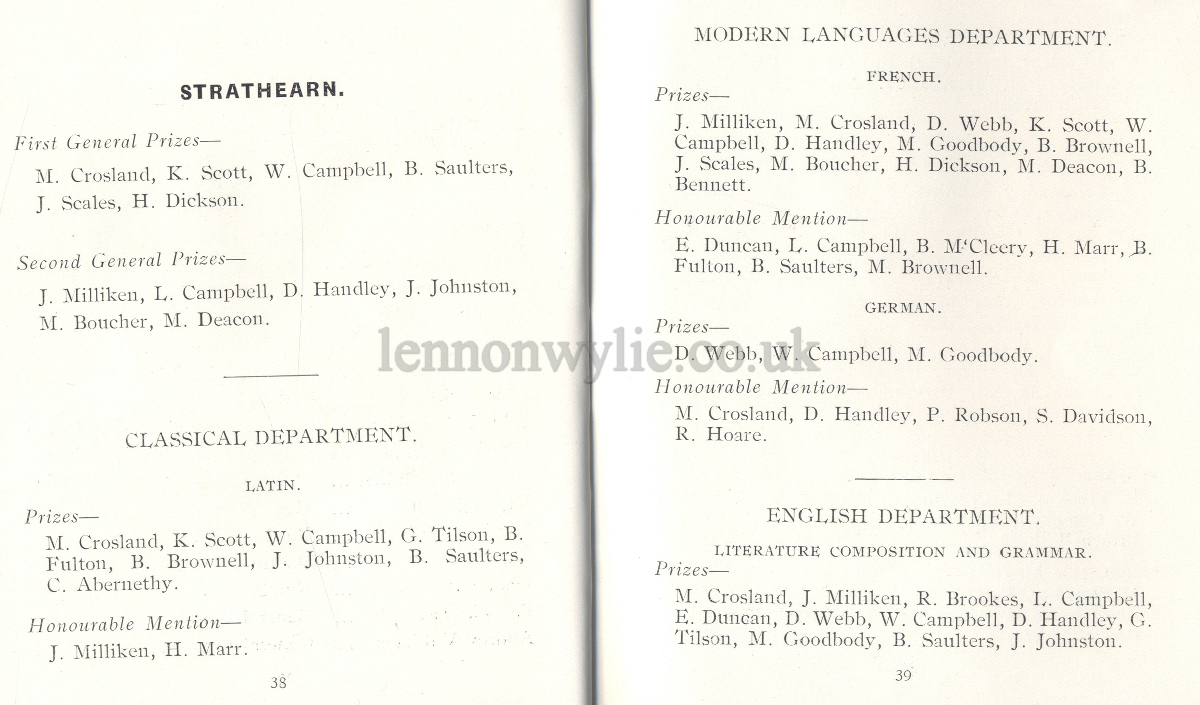 STRATHEARN.
First General Prizes—
M. Crosland, K. Scott, W. Campbell, B. Saulters,
J. Scales, H. Dickson.
Second General Prizes—
J. Milliken, L. Campbell, D. Handley, J. Johnston,
M. Boucher, M. Deacon.
CLASSICAL DEPARTMENT.
LATIN.
Prizes—
M. Crosland, K. Scott, W. Campbell, G. Tilson, B.
Fulton, B. Brownell, J. Johnston, B. Saulters,
C. Abernethy.
Honourable Mention—
J. Milliken, H. Marr.
38
MODERN LANGUAGES DEPARTMENT.
FRENCH.
Prizes—
J. Milliken, M. Crosland, D. Webb, K. Scott, W.
Campbell, D. Handley, M. Goodbody, B. Brownell,
J. Scales, M. Boucher, H. Dickson, M. Deacon, B.
Bennett.
Honourable Mention—
E. Duncan, L. Campbell, B. M‘Cleery, H. Marr, B.
Fulton, B. Saulters, M. Brownell.
GERMAN.
Prizes—
D. Webb, W. Campbell, M. Goodbody.
Honourable Mention—
M. Crosland, D. Handley, P. Robson, S. Davidson,
R. Hoare.
ENGLISH DEPARTMENT.
LITERATURE COMPOSITION AND GRAMMAR.
Prizes—
M. Crosland, J. Milliken, R. Brookes, L. Campbell,
E. Duncan, D. Webb, W. Campbell, D. Handley, G.
Tilson, M. Goodbody, B. Saulters, J. Johnston.
39
lennonwylie.co.uk